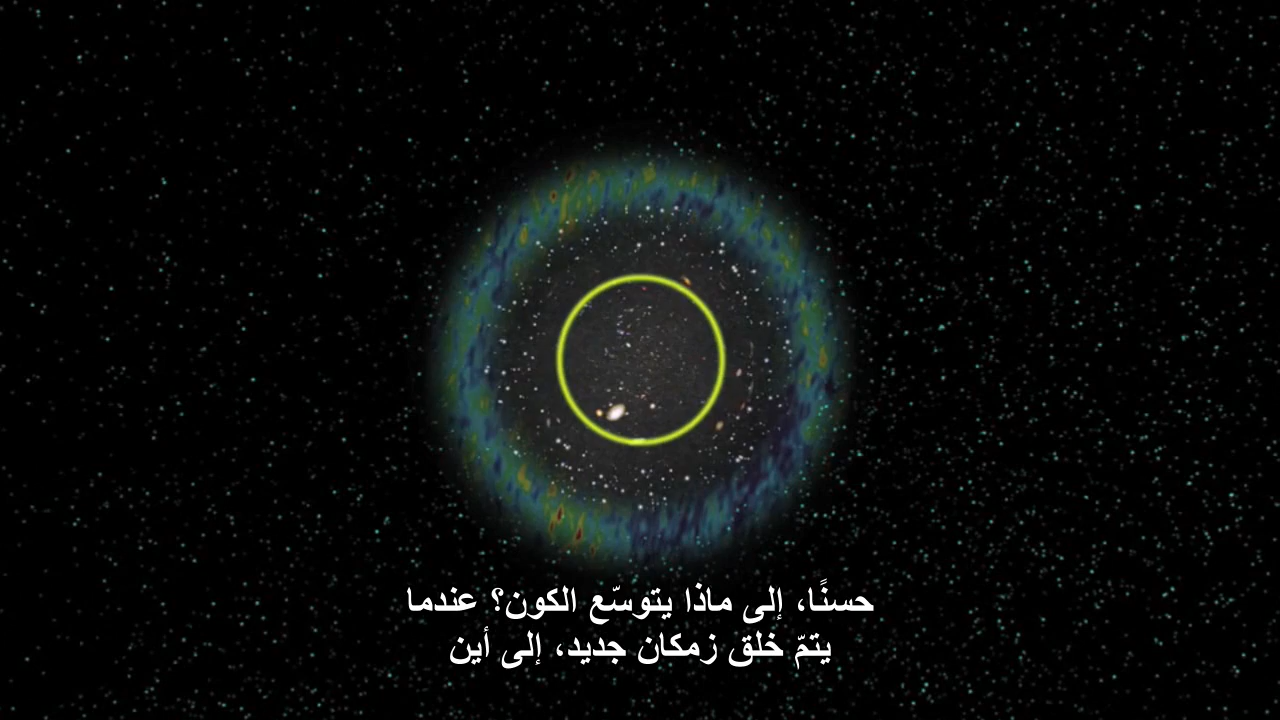 حسنًا، إلى ماذا يتوسّع الكون؟ عندما
يتمّ خلق زمكان جديد، إلى أين